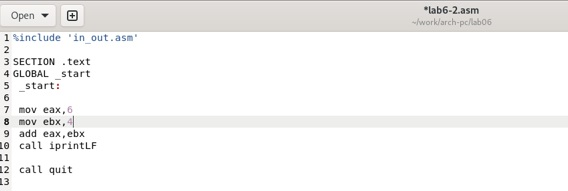 Open
*lab6-2.asm
~/work/arch-pc/lab06
1 %include 'in_out.asm'
2
3 SECTION .text
4 GLOBAL _start
5  _start:
6
7  mov eax,6
8  mov ebx,4
9  add eax,ebx
10  call iprintLF
11
12  call quit
13